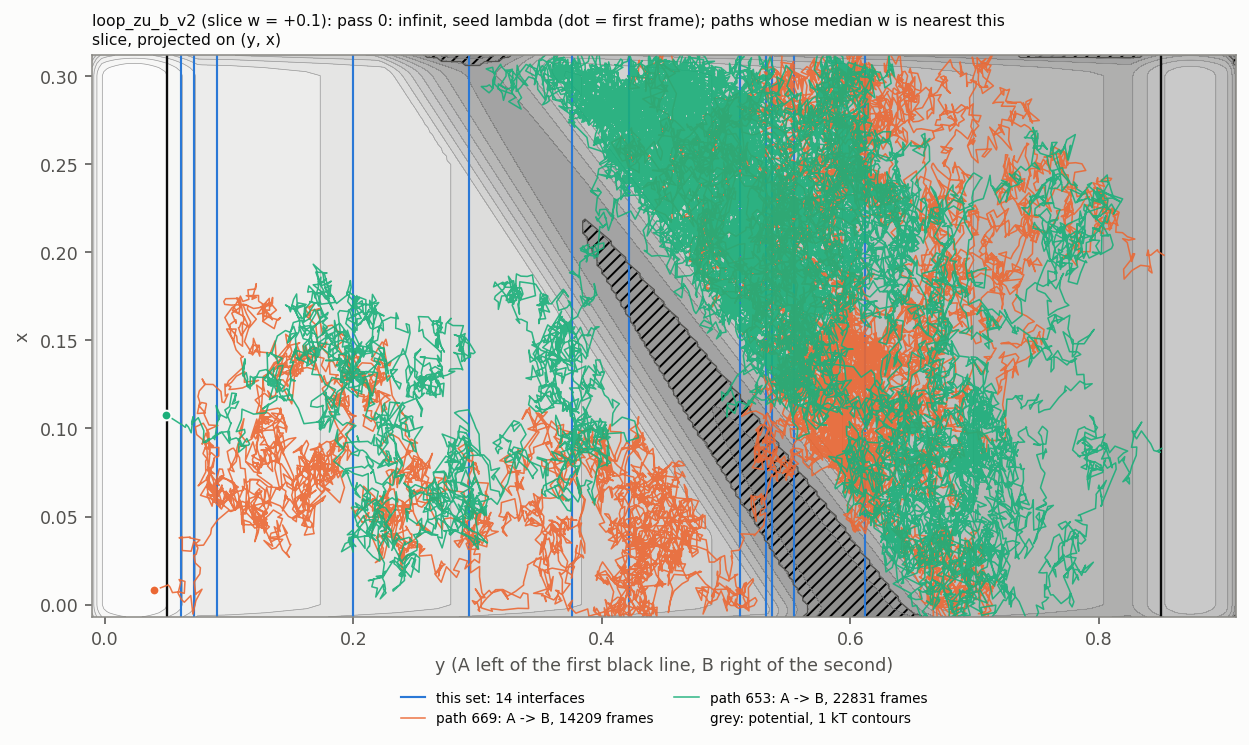 loop_zu_b_v2 (slice w = +0.1): pass 0: infinit, seed lambda (dot = first frame); paths whose median w is nearest this
slice, projected on (y, x)
0.30
0.25
0.20
0.15
0.10
0.05
0.00
x
0.0 0.2 0.4 0.6 0.8
y (A left of the first black line, B right of the second)
this set: 14 interfaces
path 669: A -> B, 14209 frames
path 653: A -> B, 22831 frames
grey: potential, 1 kT contours